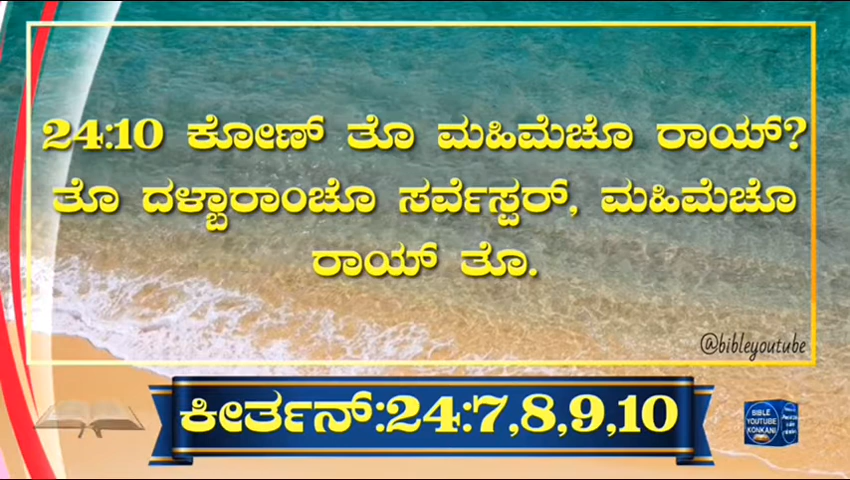 24:10 ಕೋಣ್ ತೊ ಮಹಿಮೆಚೊ ರಾಯ್?
ತೊ ದಳ್ಬಾರಾಂಚೊ ಸರ್ವೆಸ್ಪರ್, ಮಹಿಮೆಚೊ
ರಾಯ್ ತೊ.
@bibleyoutube
ಕೀರ್ತನ್:24:7,8,9,10
BIBLE
YOUTUBE
KONKANI